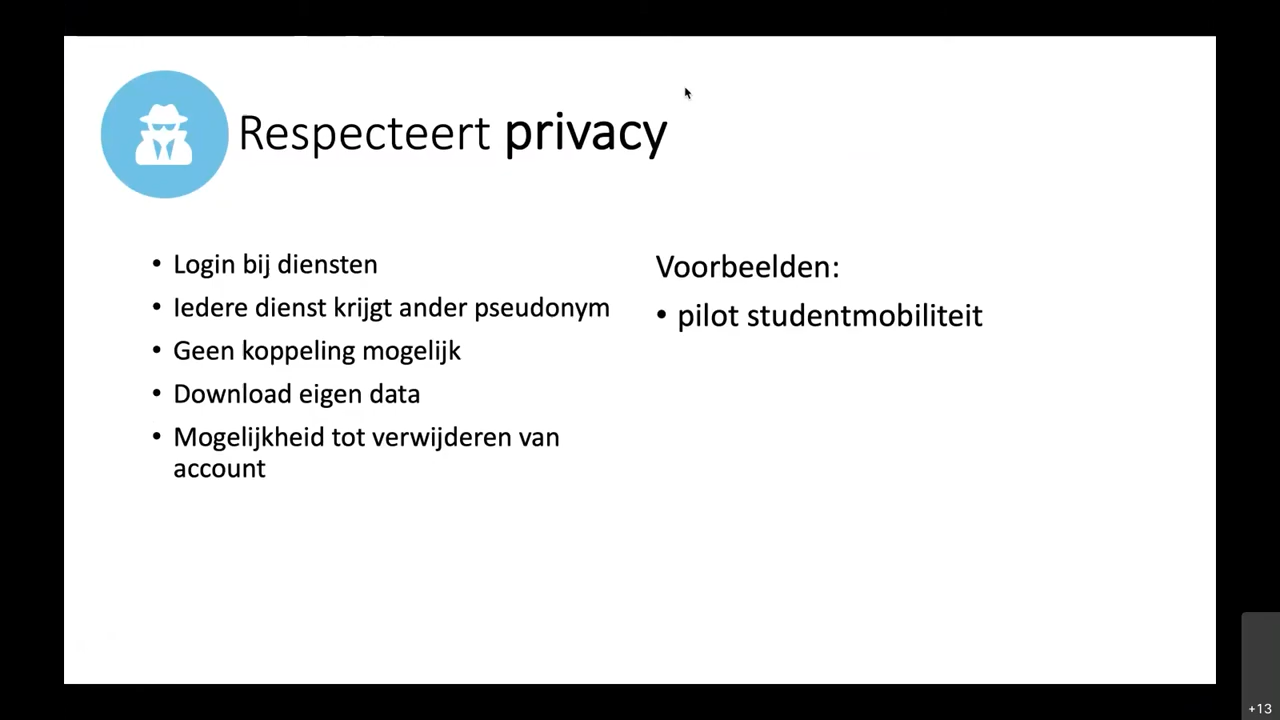 Respecteert privacy
• Login bij diensten
• Iedere dienst krijgt ander pseudonym
• Geen koppeling mogelijk
• Download eigen data
• Mogelijkheid tot verwijderen van
account
Voorbeelden:
• pilot studentmobiliteit
+13